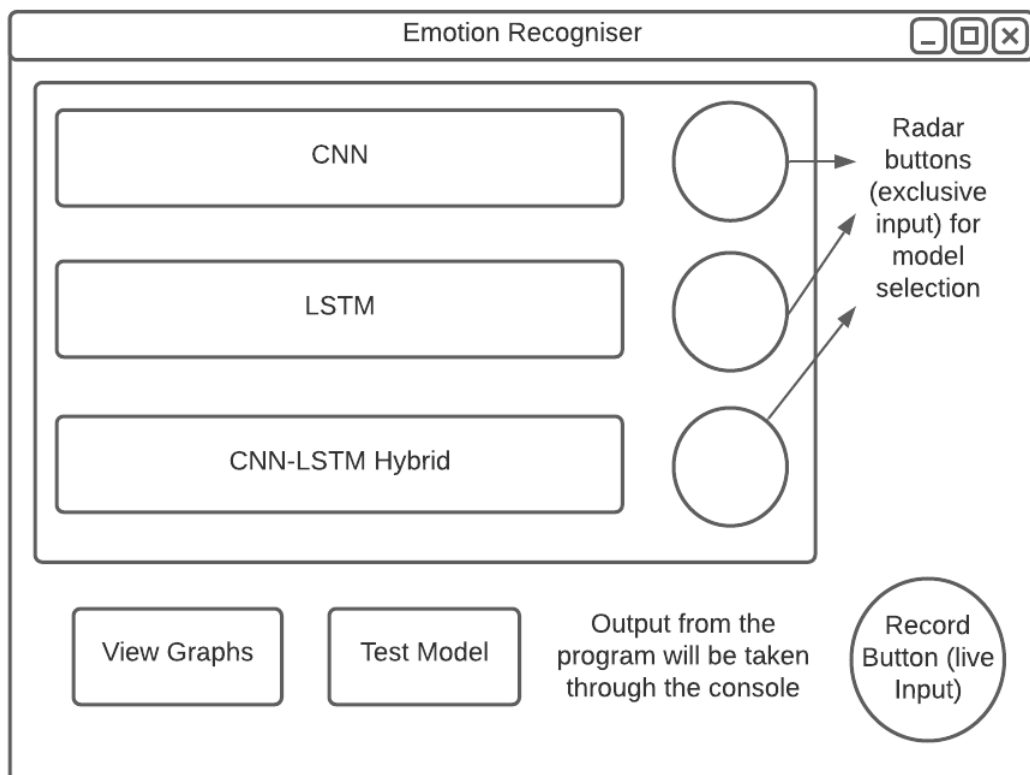 Emotion Recogniser
CNN
LSTM
CNN-LSTM Hybrid
Radar
buttons
(exclusive
input) for
model
selection
View Graphs
Test Model
Output from the
program will be taken
through the console
Record
Button (live
Input)